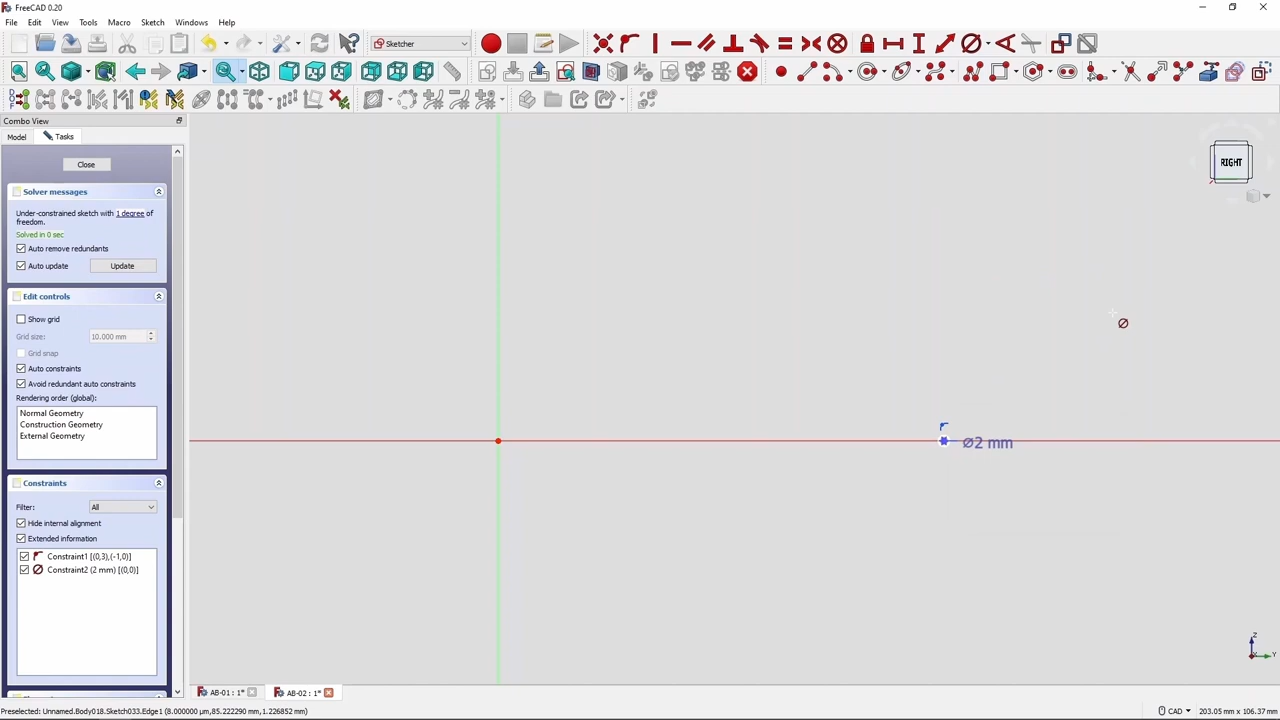 FreeCAD 0.20
File Edit View Tools Macro Sketch Windows Help
Sketcher
Combo View
Model Tasks
Close
Solver messages
Under-constrained sketch with 1 degree of
freedom.
Solved in 0 sec
Auto remove redundants
Auto update Update
Edit controls
Show grid
Grid size: 10.000 mm
Grid snap
Auto constraints
Avoid redundant auto constraints
Rendering order (global):
Normal Geometry
Construction Geometry
External Geometry
Constraints
Filter: All
Hide internal alignment
Extended information
Constraint1 [(0,3),(-1,0)]
Constraint2 (2 mm) [(0,0)]
RIGHT
⌀2 mm
Z
Y
AB-01 : 1*
AB-02 : 1*
Preselected: Unnamed.Body018.Sketch033.Edge1 (8.000000 µm,85.222290 mm,1.226852 mm)
CAD
203.05 mm x 106.37 mm